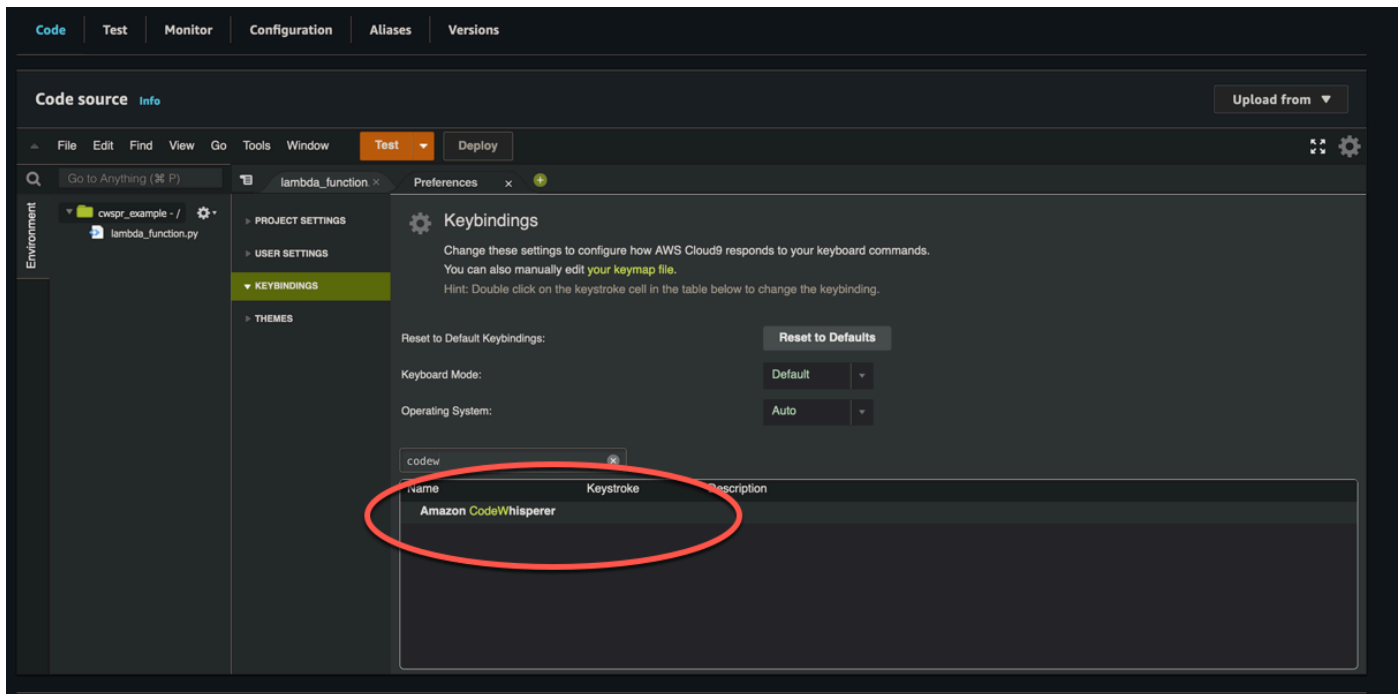 Code Test Monitor Configuration Aliases Versions
Code source Info
Upload from
File Edit Find View Go Tools Window Test Deploy
Go to Anything (⌘ P)
lambda_function
Preferences
Environment
cwspr_example - /
lambda_function.py
PROJECT SETTINGS
USER SETTINGS
KEYBINDINGS
THEMES
Keybindings
Change these settings to configure how AWS Cloud9 responds to your keyboard commands.
You can also manually edit your keymap file.
Hint: Double click on the keystroke cell in the table below to change the keybinding.
Reset to Default Keybindings: Reset to Defaults
Keyboard Mode: Default
Operating System: Auto
codew
Name Keystroke Description
Amazon CodeWhisperer